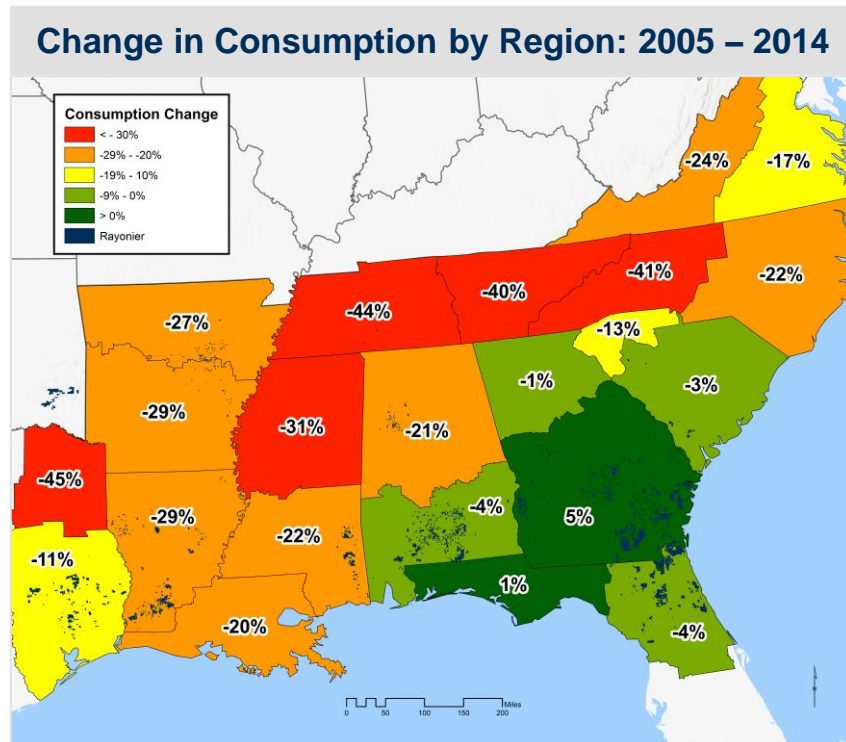 Change in Consumption by Region: 2005 – 2014
Consumption Change
< - 30%
-29% - -20%
-19% - 10%
-9% - 0%
> 0%
Rayonier
-24%
-17%
-41%
-40%
-22%
-44%
-27%
-13%
-1%
-3%
-29%
-31%
-21%
-45%
-29%
-4%
5%
-22%
-11%
1%
-20%
-4%
Miles
0 50 100 150 200